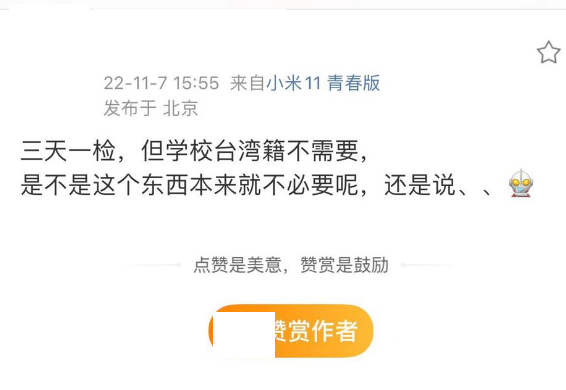 22-11-7 15:55 来自小米11 青春版
发布于 北京
三天一检，但学校台湾籍不需要，
是不是这个东西本来就不必要呢，还是说、、
点赞是美意，赞赏是鼓励
赞赏作者